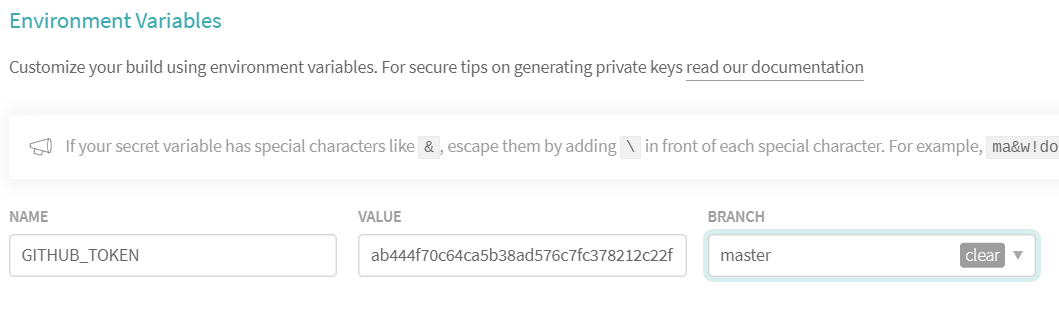 Environment Variables
Customize your build using environment variables. For secure tips on generating private keys read our documentation
If your secret variable has special characters like & , escape them by adding \ in front of each special character. For example, ma&w!do
NAME VALUE BRANCH
GITHUB_TOKEN ab444f70c64ca5b38ad576c7fc378212c22f master clear